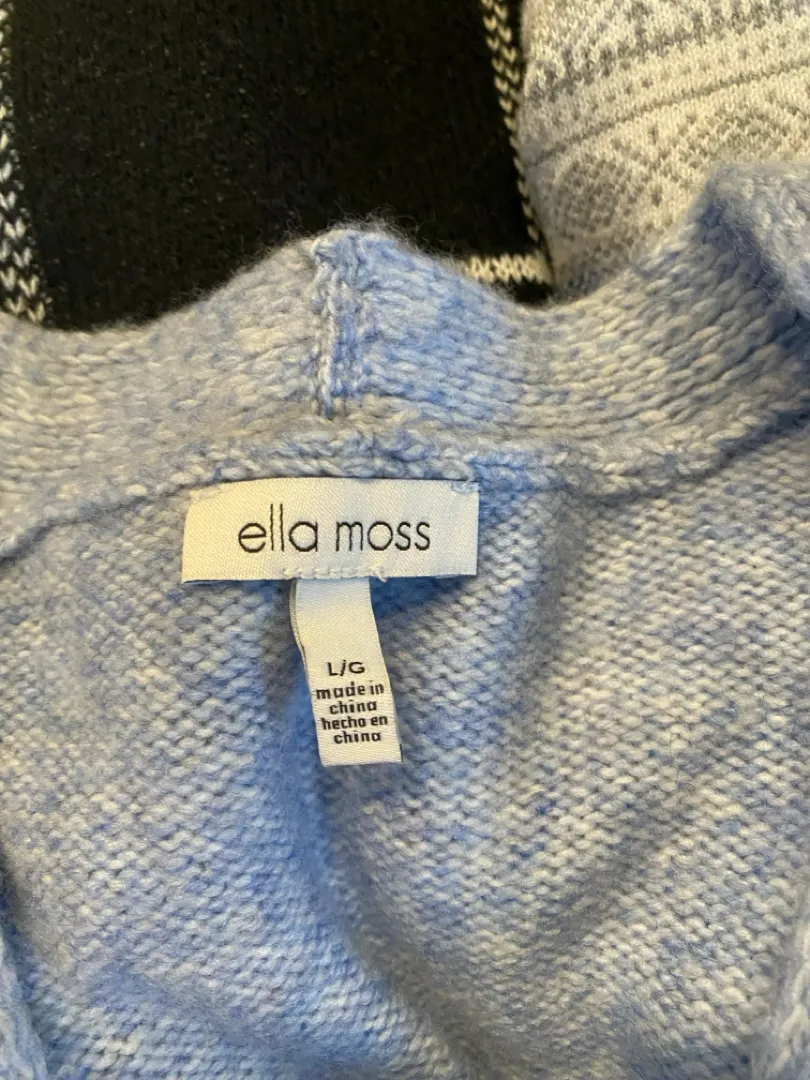 ella moss
L/G
made in
china
hecho en
china